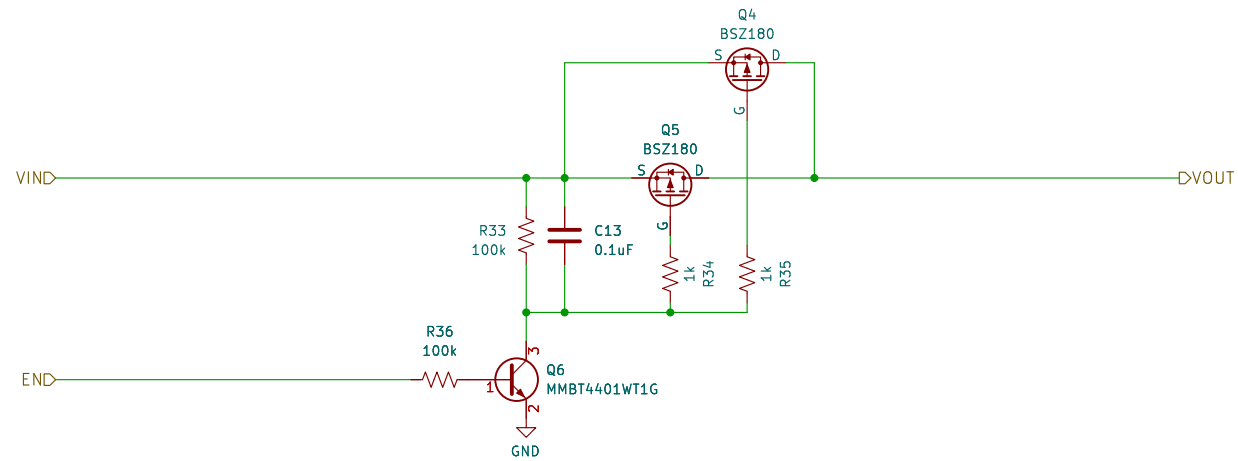 Q4
BSZ180
S D
G
Q5
BSZ180
VIN
S D
VOUT
G
R33
100k
C13
0.1uF
1k
R34
1k
R35
R36
100k
3
EN
1
Q6
MMBT4401WT1G
2
GND